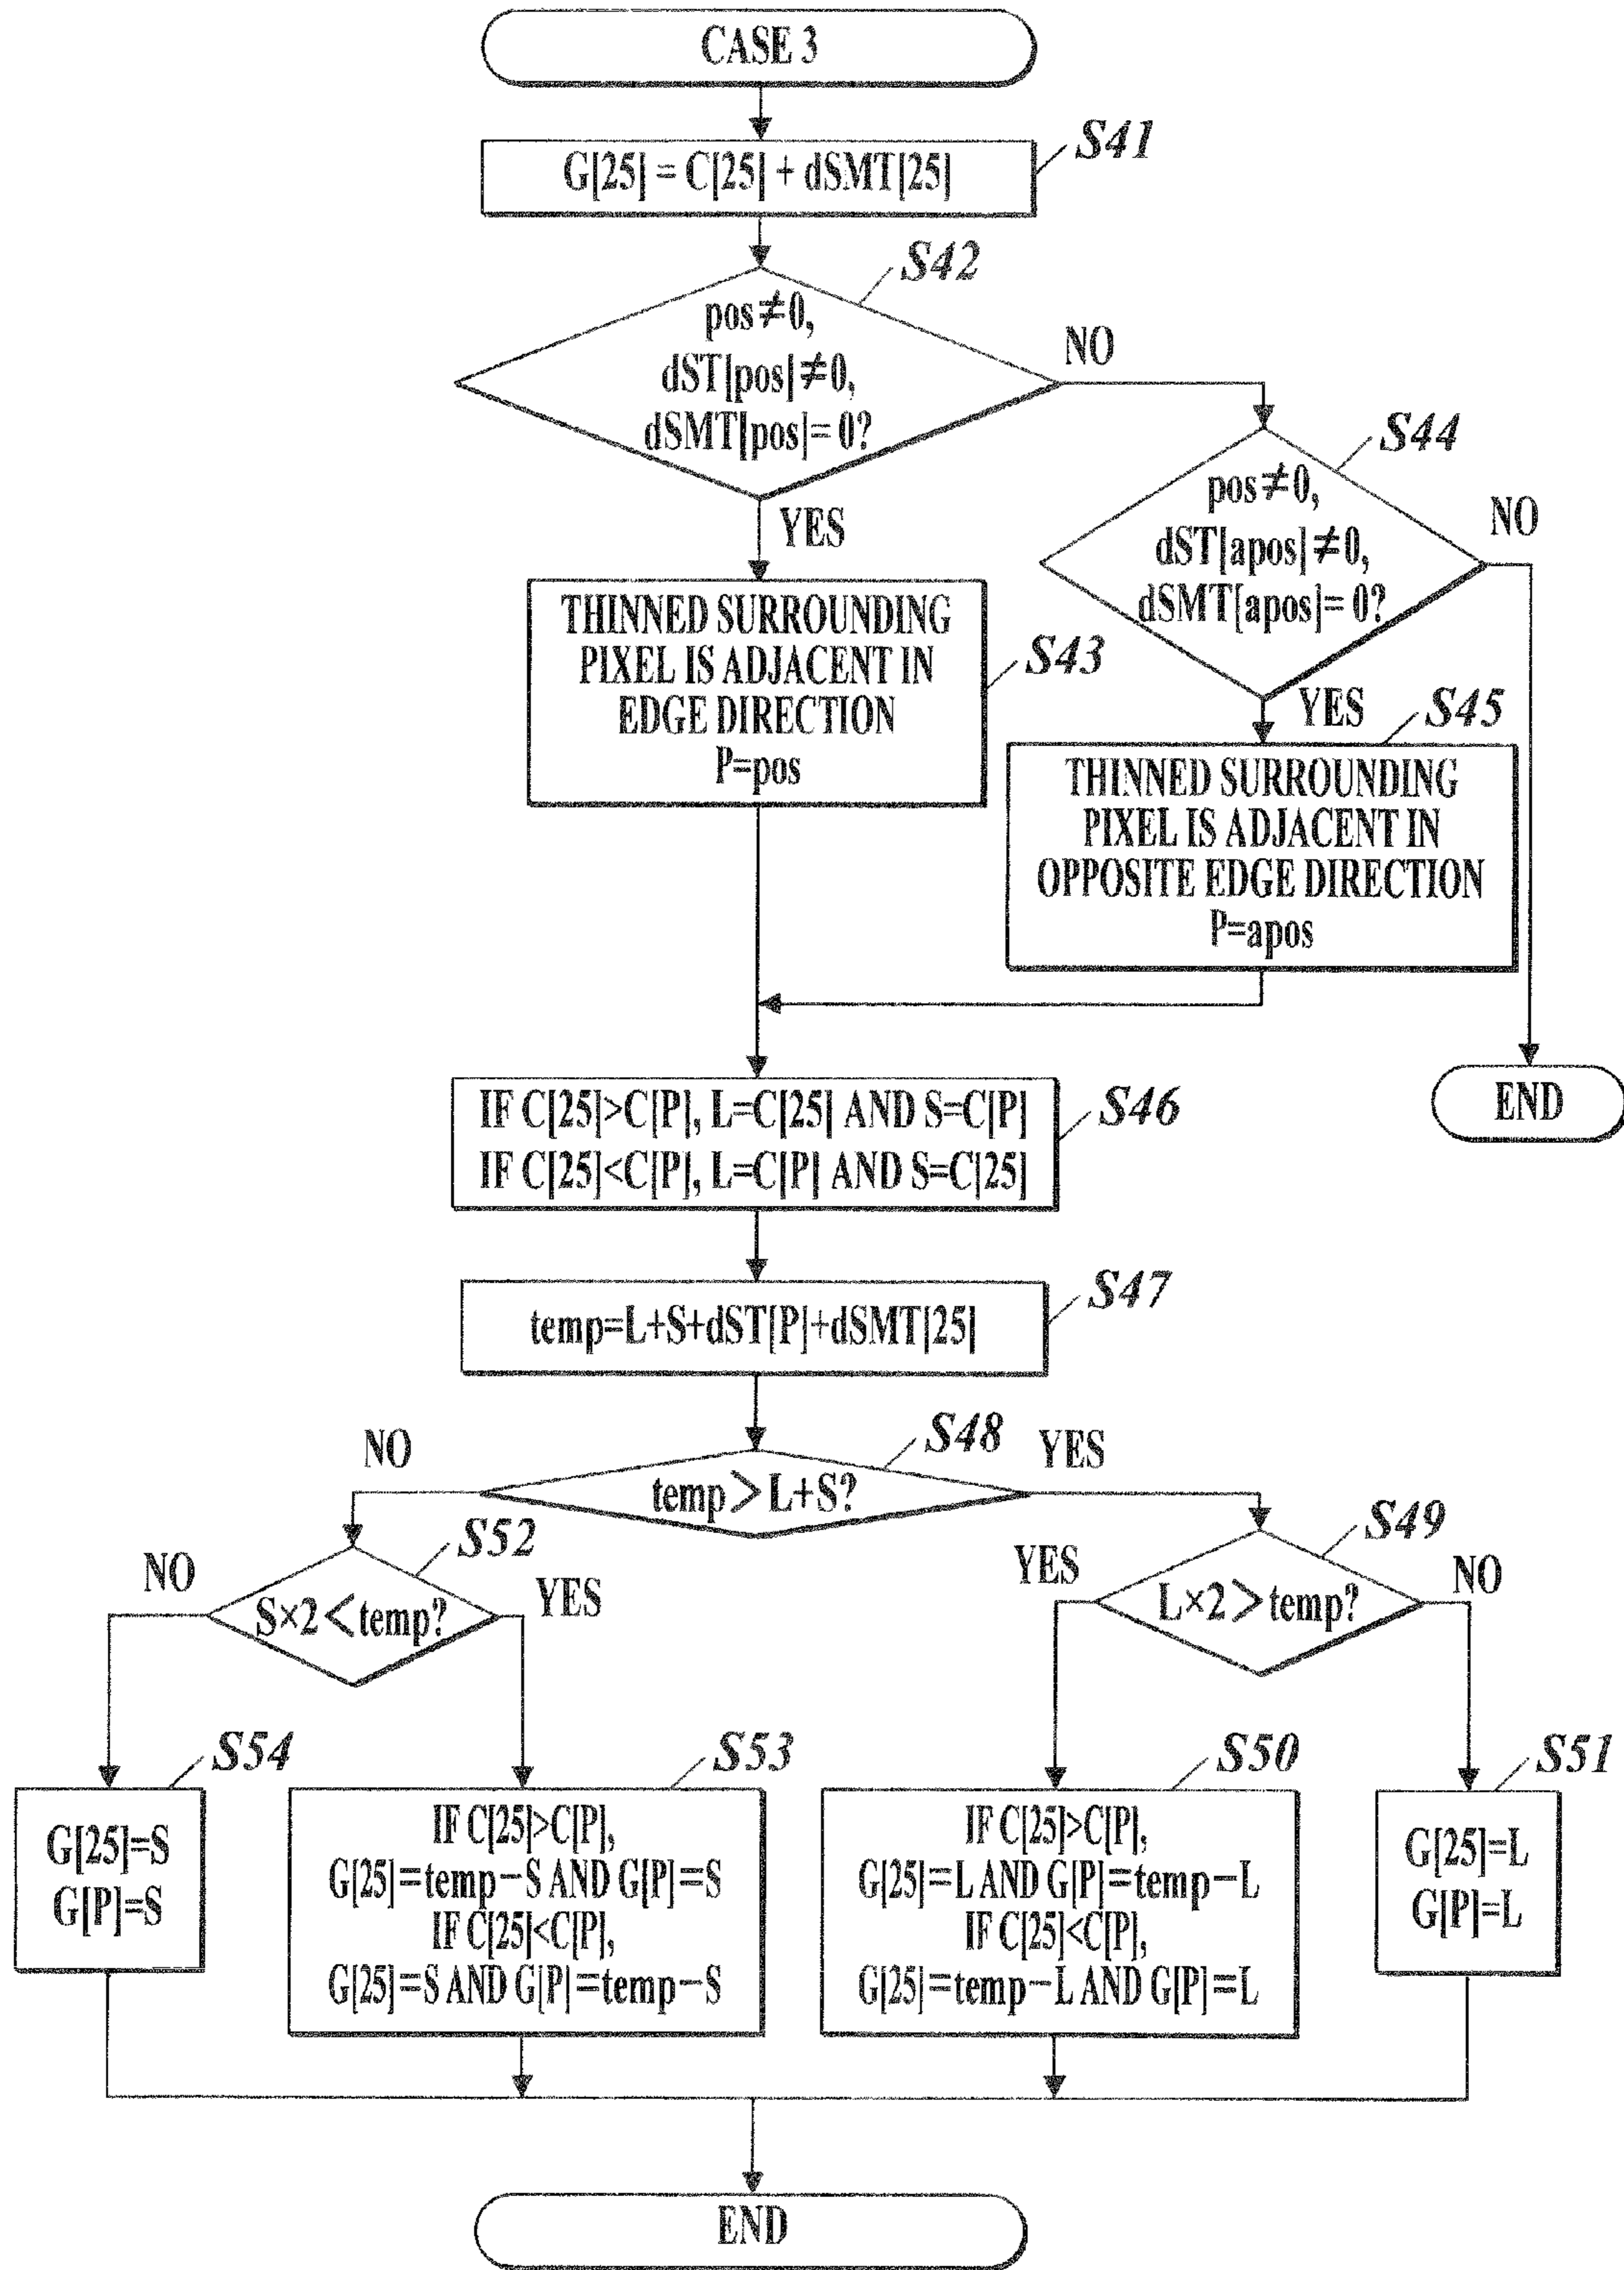 CASE 3
S41
G[25] = C[25] + dSMT[25]
S42
pos≠0,
dST[pos]≠0,
dSMT[pos]= 0?
NO
YES
S44
pos≠0,
dST[apos]≠0,
dSMT[apos]= 0?
NO
YES
S43
THINNED SURROUNDING
PIXEL IS ADJACENT IN
EDGE DIRECTION
P=pos
S45
THINNED SURROUNDING
PIXEL IS ADJACENT IN
OPPOSITE EDGE DIRECTION
P=apos
END
S46
IF C[25]>C[P], L=C[25] AND S=C[P]
IF C[25]<C[P], L=C[P] AND S=C[25]
S47
temp=L+S+dST[P]+dSMT[25]
S48
NO
YES
temp>L+S?
S52
NO
YES
S×2<temp?
S49
YES
NO
L×2>temp?
S54
G[25]=S
G[P]=S
S53
IF C[25]>C[P],
G[25]=temp−S AND G[P]=S
IF C[25]<C[P],
G[25]=S AND G[P]=temp−S
S50
IF C[25]>C[P],
G[25]=L AND G[P]=temp−L
IF C[25]<C[P],
G[25]=temp−L AND G[P]=L
S51
G[25]=L
G[P]=L
END